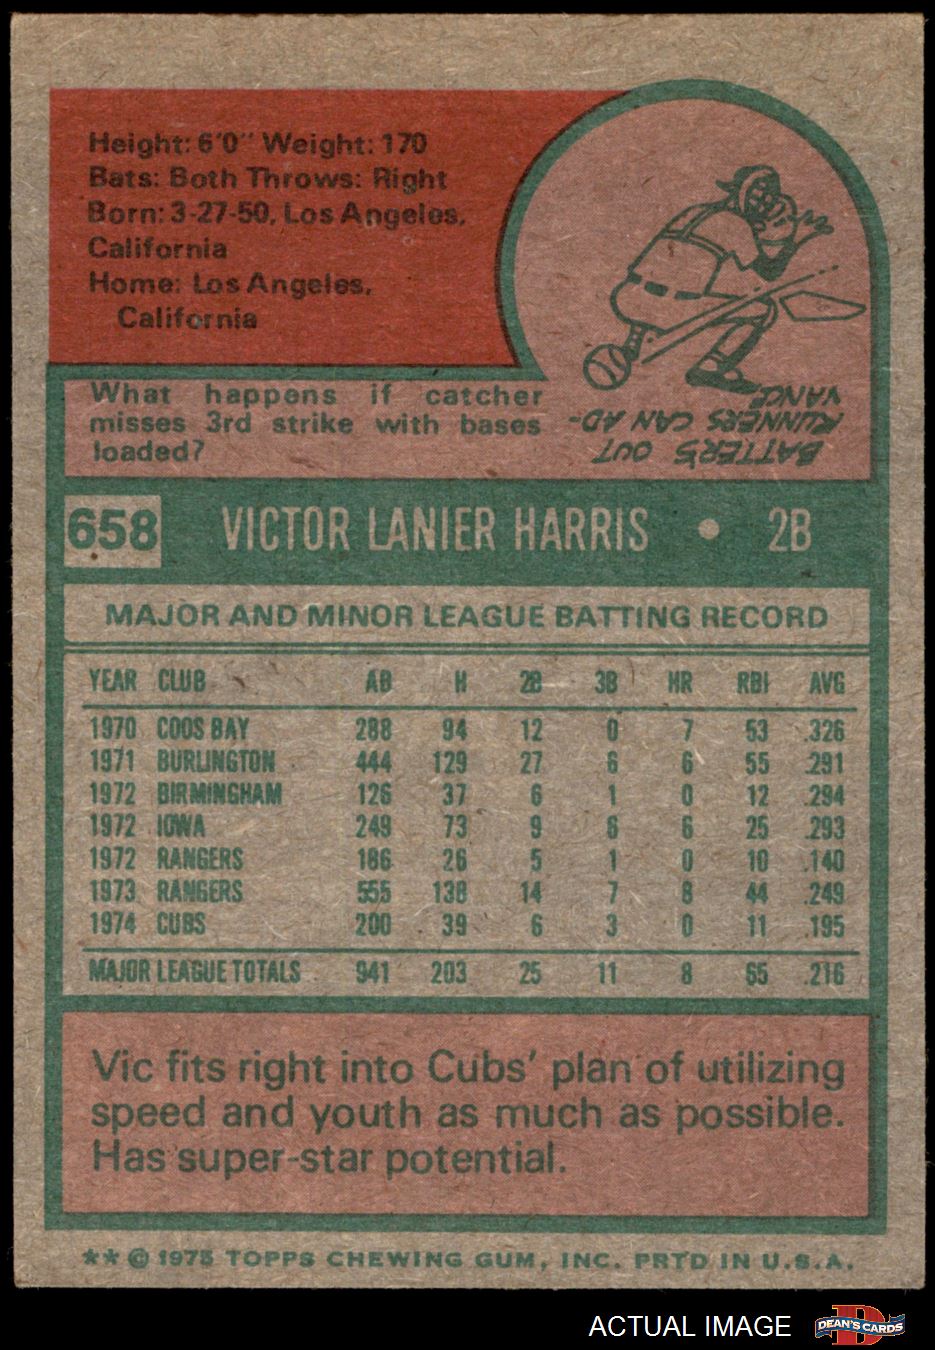 Height: 6'0" Weight: 170
Bats: Both Throws: Right
Born: 3-27-50, Los Angeles,
California
Home: Los Angeles,
California
What happens if catcher
misses 3rd strike with bases
loaded?
BATTER'S OUT
RUNNERS CAN AD-
VANCE.
658 VICTOR LANIER HARRIS • 2B
MAJOR AND MINOR LEAGUE BATTING RECORD
YEAR CLUB AB H 2B 3B HR RBI AVG
1970 COOS BAY 288 94 12 0 7 53 .326
1971 BURLINGTON 444 129 27 6 6 55 .291
1972 BIRMINGHAM 126 37 6 1 0 12 .294
1972 IOWA 249 73 9 6 6 25 .293
1972 RANGERS 186 26 5 1 0 10 .140
1973 RANGERS 555 138 14 7 8 44 .249
1974 CUBS 200 39 6 3 0 11 .195
MAJOR LEAGUE TOTALS 941 203 25 11 8 65 .216
Vic fits right into Cubs' plan of utilizing
speed and youth as much as possible.
Has super-star potential.
** © 1975 TOPPS CHEWING GUM, INC. PRTD IN U.S.A.
ACTUAL IMAGE
DEAN'S CARDS